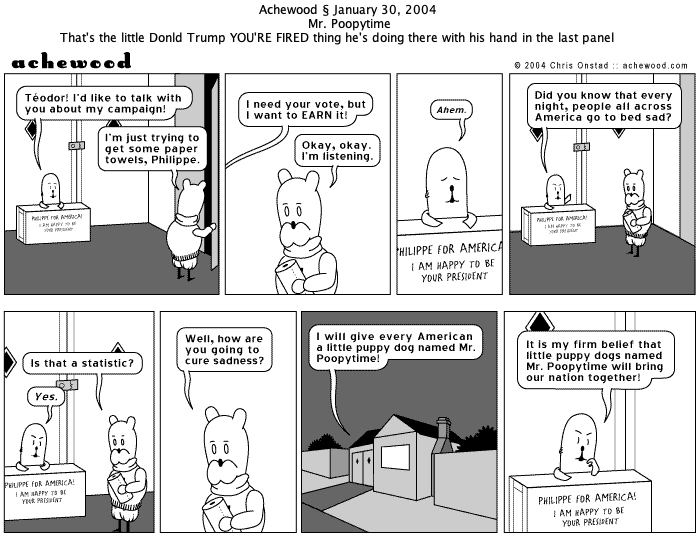 Achewood § January 30, 2004
Mr. Poopytime
That's the little Donld Trump YOU'RE FIRED thing he's doing there with his hand in the last panel
achewood
© 2004 Chris Onstad :: achewood.com
Téodor! I'd like to talk with
you about my campaign!
I'm just trying to
get some paper
towels, Philippe.
PHILIPPE FOR AMERICA!
I AM HAPPY TO BE
YOUR PRESIDENT
I need your vote, but
I want to EARN it!
Okay, okay.
I'm listening.
Ahem.
PHILIPPE FOR AMERICA
I AM HAPPY TO BE
YOUR PRESIDENT
Did you know that every
night, people all across
America go to bed sad?
PHILIPPE FOR AMERICA!
I AM HAPPY TO BE
YOUR PRESIDENT
Is that a statistic?
Yes.
PHILIPPE FOR AMERICA!
I AM HAPPY TO BE
YOUR PRESIDENT
Well, how are
you going to
cure sadness?
I will give every American
a little puppy dog named Mr.
Poopytime!
It is my firm belief that
little puppy dogs named
Mr. Poopytime will bring
our nation together!
PHILIPPE FOR AMERICA!
I AM HAPPY TO BE
YOUR PRESIDENT